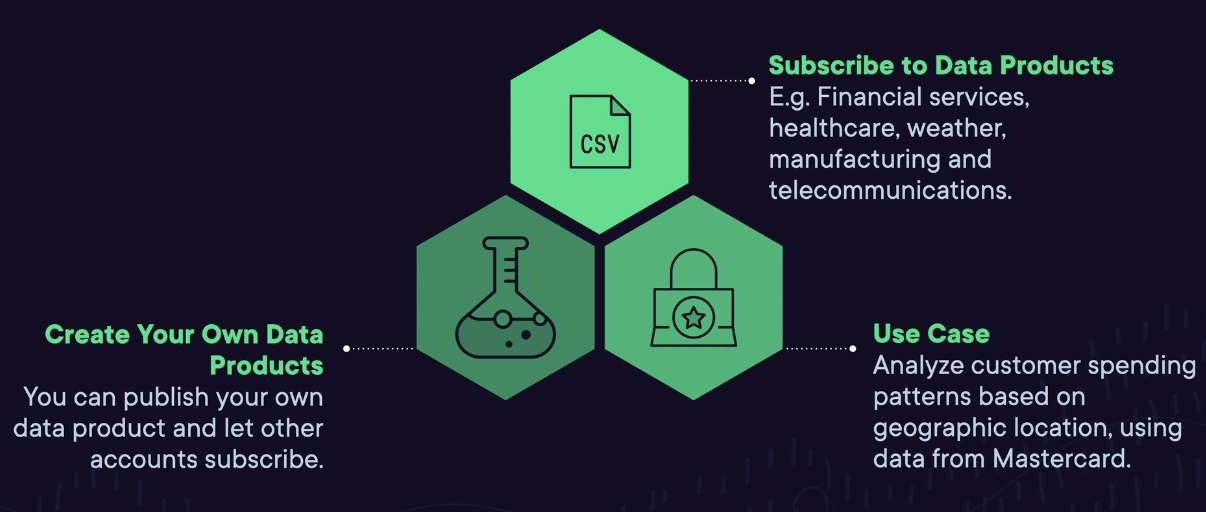 CSV
Subscribe to Data Products
E.g. Financial services,
healthcare, weather,
manufacturing and
telecommunications.
Create Your Own Data
Products
You can publish your own
data product and let other
accounts subscribe.
Use Case
Analyze customer spending
patterns based on
geographic location, using
data from Mastercard.